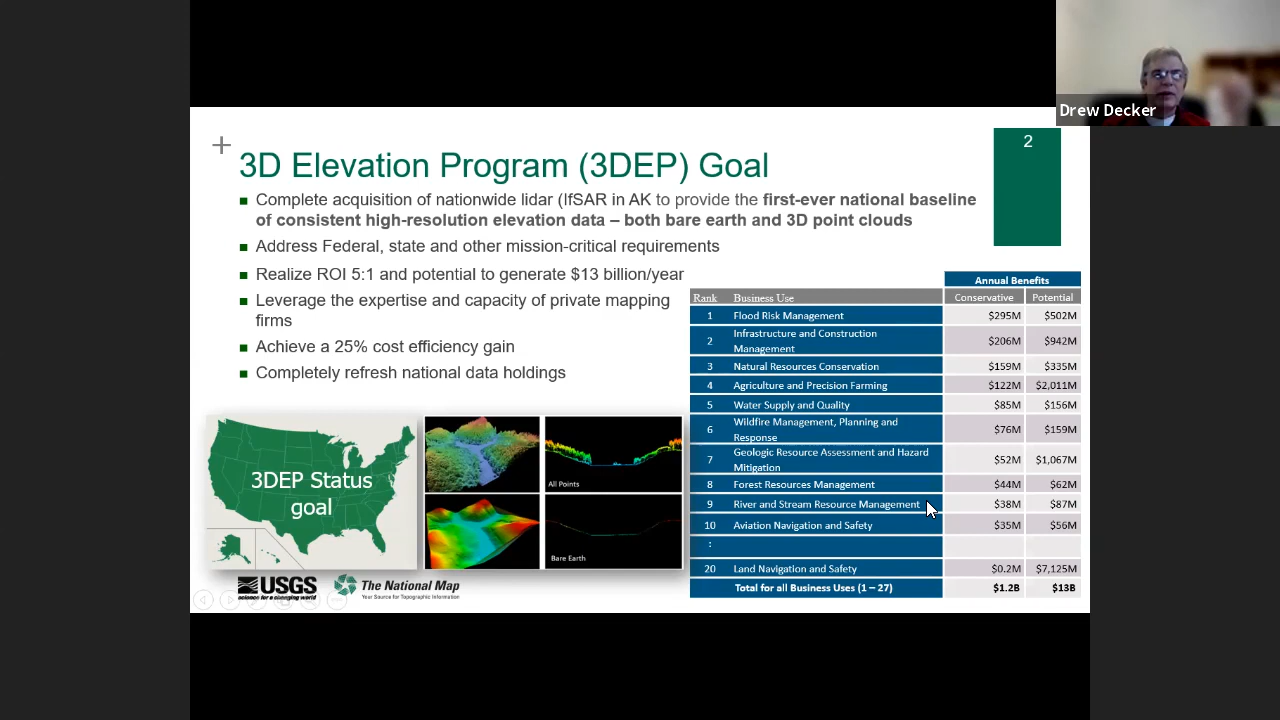 Drew Decker
2
3D Elevation Program (3DEP) Goal
Complete acquisition of nationwide lidar (IfSAR in AK to provide the first-ever national baseline
of consistent high-resolution elevation data – both bare earth and 3D point clouds
Address Federal, state and other mission-critical requirements
Realize ROI 5:1 and potential to generate $13 billion/year
Leverage the expertise and capacity of private mapping
firms
Achieve a 25% cost efficiency gain
Completely refresh national data holdings
Annual Benefits
Rank Business Use Conservative Potential
1 Flood Risk Management $295M $502M
Infrastructure and Construction
2 $206M $942M
Management
3 Natural Resources Conservation $159M $335M
4 Agriculture and Precision Farming $122M $2,011M
5 Water Supply and Quality $85M $156M
Wildfire Management, Planning and
6 $76M $159M
Response
Geologic Resource Assessment and Hazard
7 $52M $1,067M
Mitigation
8 Forest Resources Management $44M $62M
9 River and Stream Resource Management $38M $87M
10 Aviation Navigation and Safety $35M $56M
:
20 Land Navigation and Safety $0.2M $7,125M
Total for all Business Uses (1 – 27) $1.2B $13B
3DEP Status
goal
All Points
Bare Earth
USGS
science for a changing world
The National Map
Your Source for Topographic Information